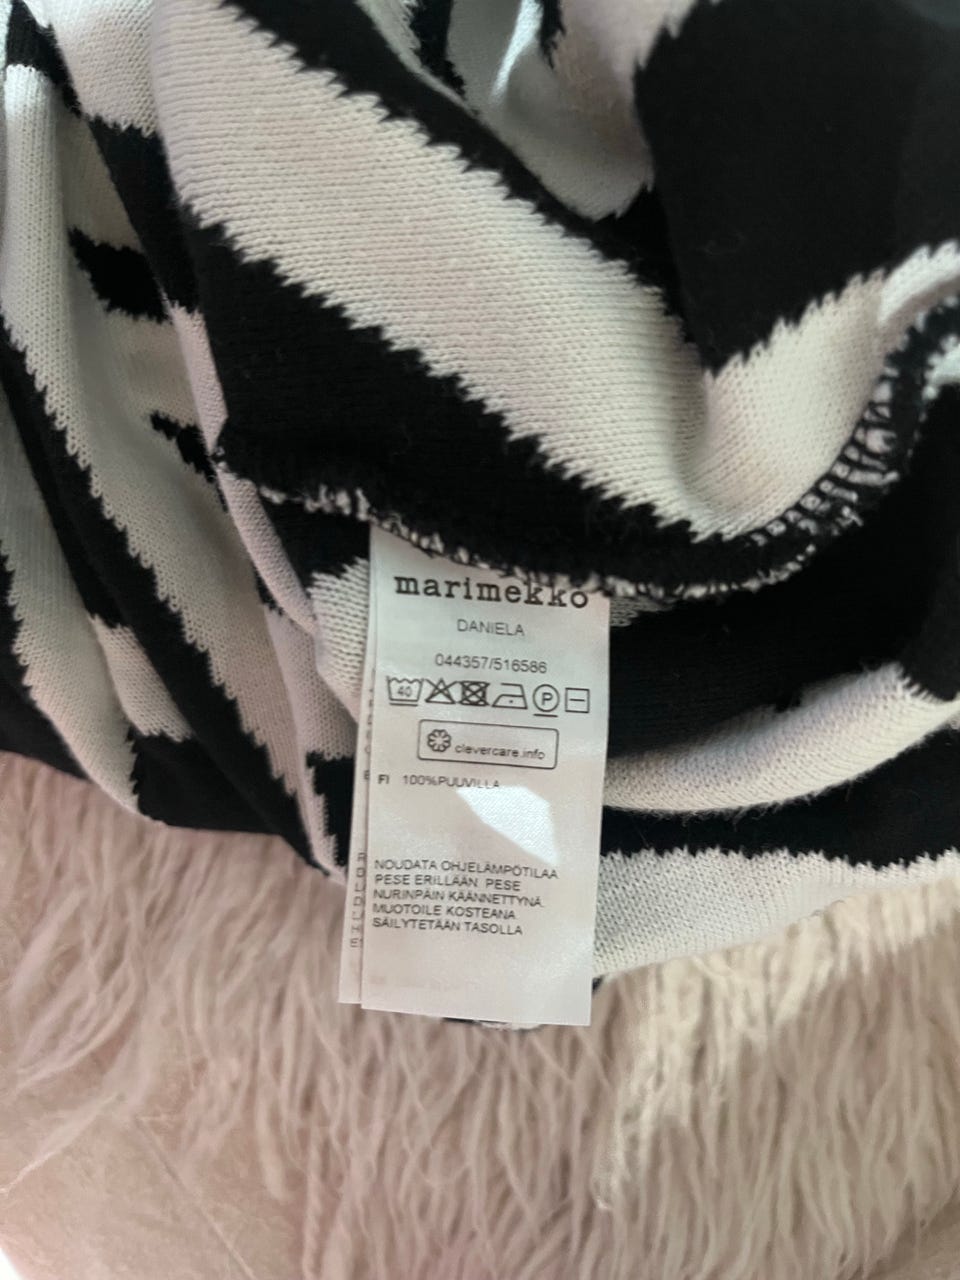 marimekko
DANIELA
044357/516586
40 P
clevercare.info
FI 100%PUUVILLA
NOUDATA OHJELÄMPÖTILAA
PESE ERILLÄÄN. PESE
NURINPÄIN KÄÄNNETTYNÄ.
MUOTOILE KOSTEANA.
SÄILYTETÄÄN TASOLLA